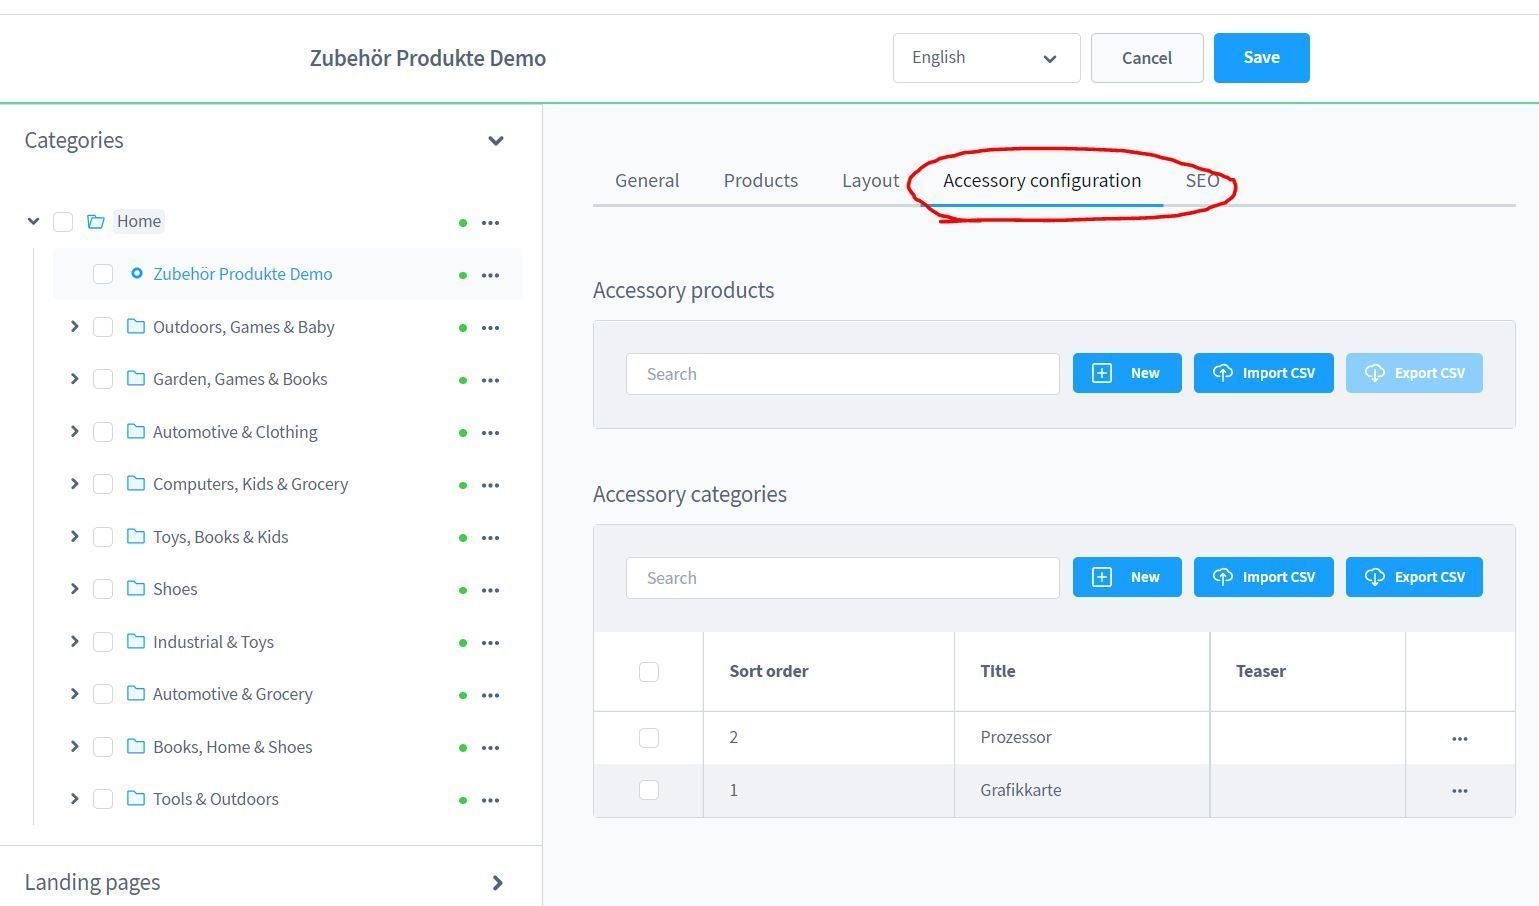 Zubehör Produkte Demo
English
Cancel
Save
Categories
Home
Zubehör Produkte Demo
Outdoors, Games & Baby
Garden, Games & Books
Automotive & Clothing
Computers, Kids & Grocery
Toys, Books & Kids
Shoes
Industrial & Toys
Automotive & Grocery
Books, Home & Shoes
Tools & Outdoors
Landing pages
General Products Layout Accessory configuration SEO
Accessory products
Search New Import CSV Export CSV
Accessory categories
Search New Import CSV Export CSV
Sort order Title Teaser
2 Prozessor
1 Grafikkarte